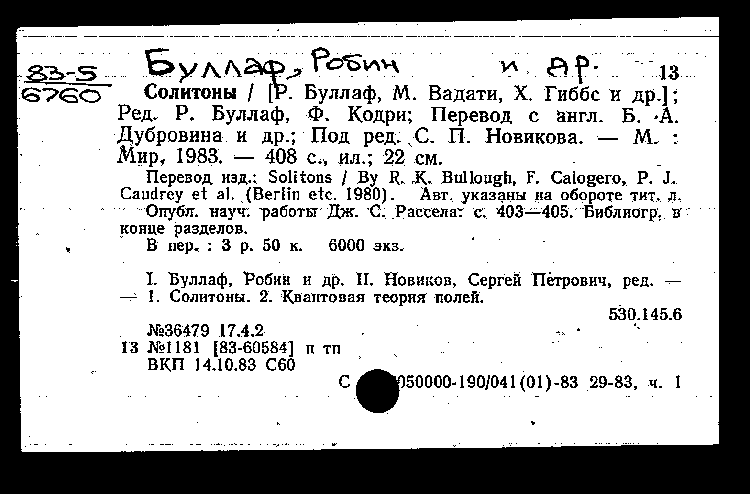 Буллаф, Робин и др.
83-5
6760
13
Солитоны / [Р. Буллаф, М. Вадати, Х. Гиббс и др.];
Ред. Р. Буллаф, Ф. Кодри; Перевод с англ. Б. А.
Дубровина и др.; Под ред. С. П. Новикова. — М. :
Мир, 1983. — 408 с., ил.; 22 см.
Перевод изд.: Solitons / By R. K. Bullough, F. Calogero, P. J.
Caudrey et al. (Berlin etc. 1980). Авт. указаны на обороте тит. л.
Опубл. науч. работы Дж. С. Рассела: с. 403—405. Библиогр. в
конце разделов.
В пер. : 3 р. 50 к. 6000 экз.
I. Буллаф, Робин и др. II. Новиков, Сергей Петрович, ред. —
— 1. Солитоны. 2. Квантовая теория полей.
530.145.6
№36479 17.4.2
13 №1181 [83-60584] п тп
ВКП 14.10.83 С60
С 050000-190/041(01)-83 29-83, ч. 1